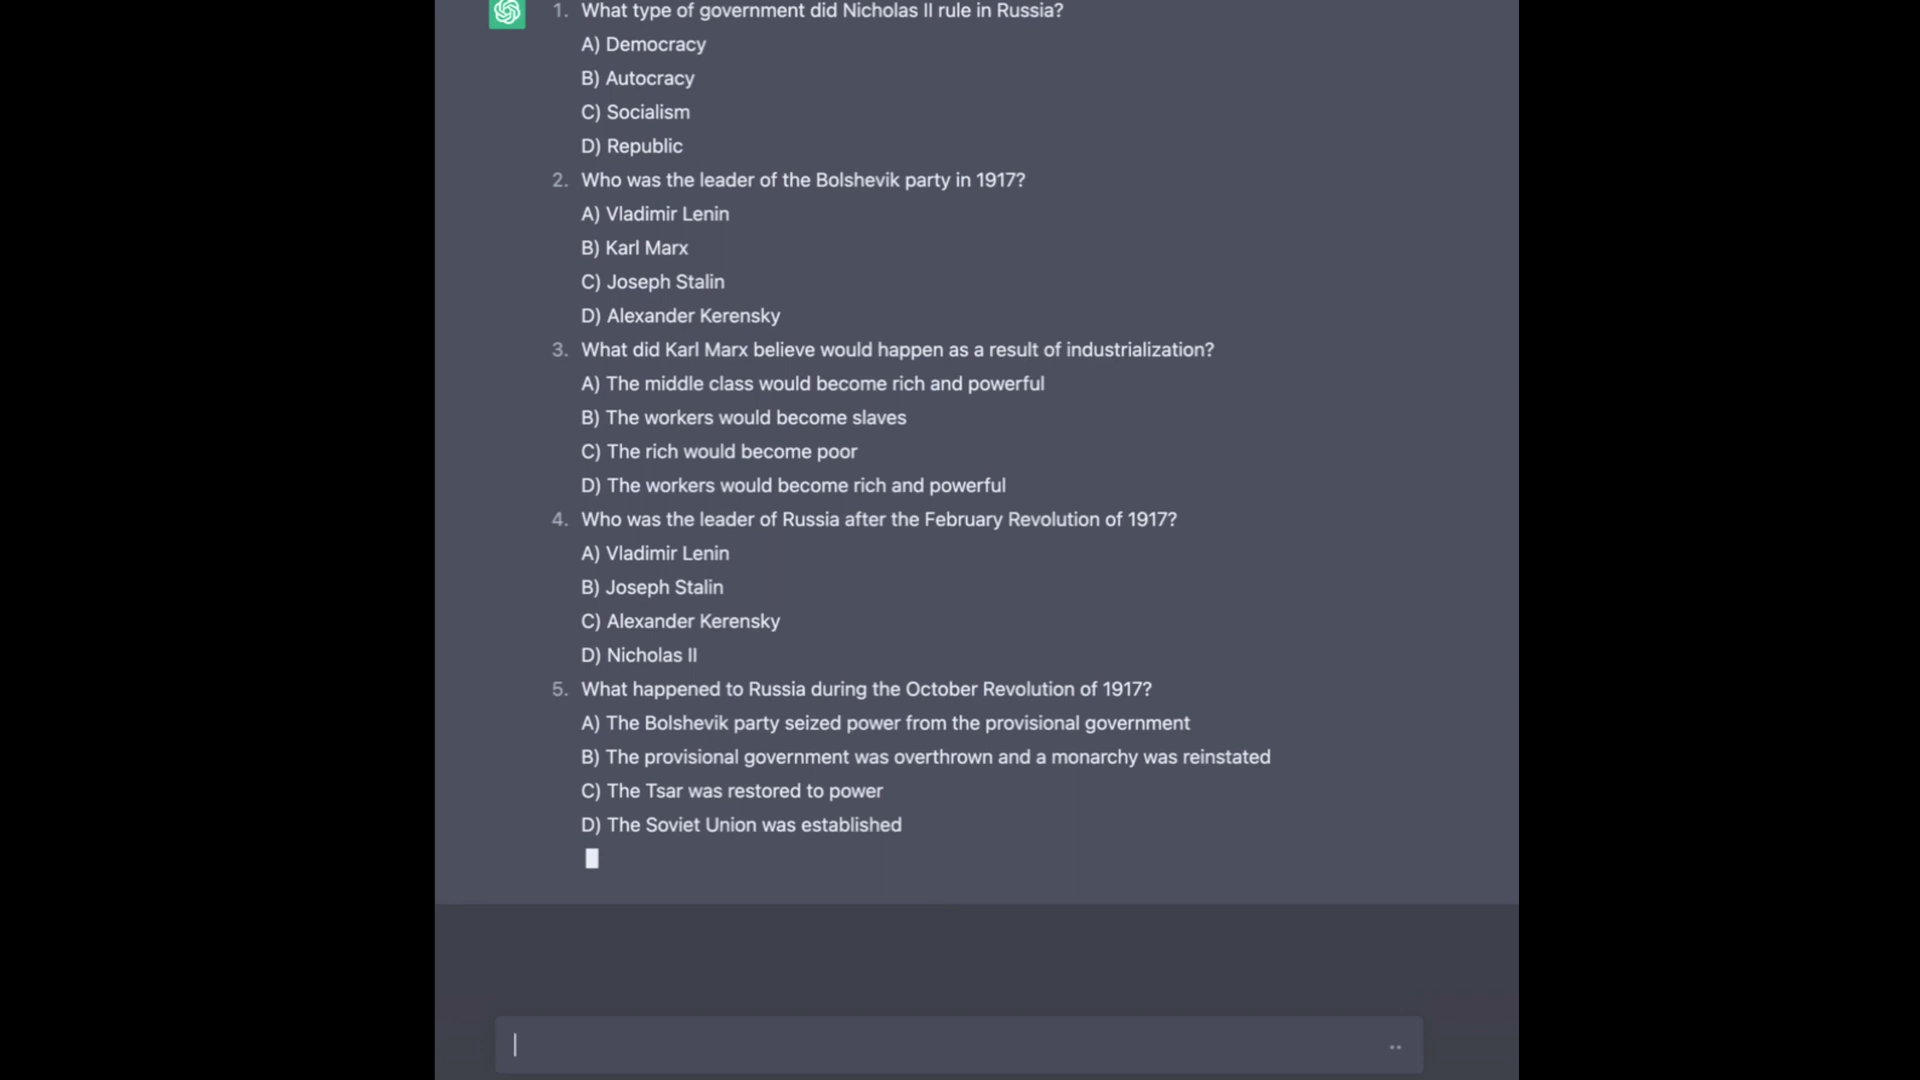 1. What type of government did Nicholas II rule in Russia?
A) Democracy
B) Autocracy
C) Socialism
D) Republic
2. Who was the leader of the Bolshevik party in 1917?
A) Vladimir Lenin
B) Karl Marx
C) Joseph Stalin
D) Alexander Kerensky
3. What did Karl Marx believe would happen as a result of industrialization?
A) The middle class would become rich and powerful
B) The workers would become slaves
C) The rich would become poor
D) The workers would become rich and powerful
4. Who was the leader of Russia after the February Revolution of 1917?
A) Vladimir Lenin
B) Joseph Stalin
C) Alexander Kerensky
D) Nicholas II
5. What happened to Russia during the October Revolution of 1917?
A) The Bolshevik party seized power from the provisional government
B) The provisional government was overthrown and a monarchy was reinstated
C) The Tsar was restored to power
D) The Soviet Union was established